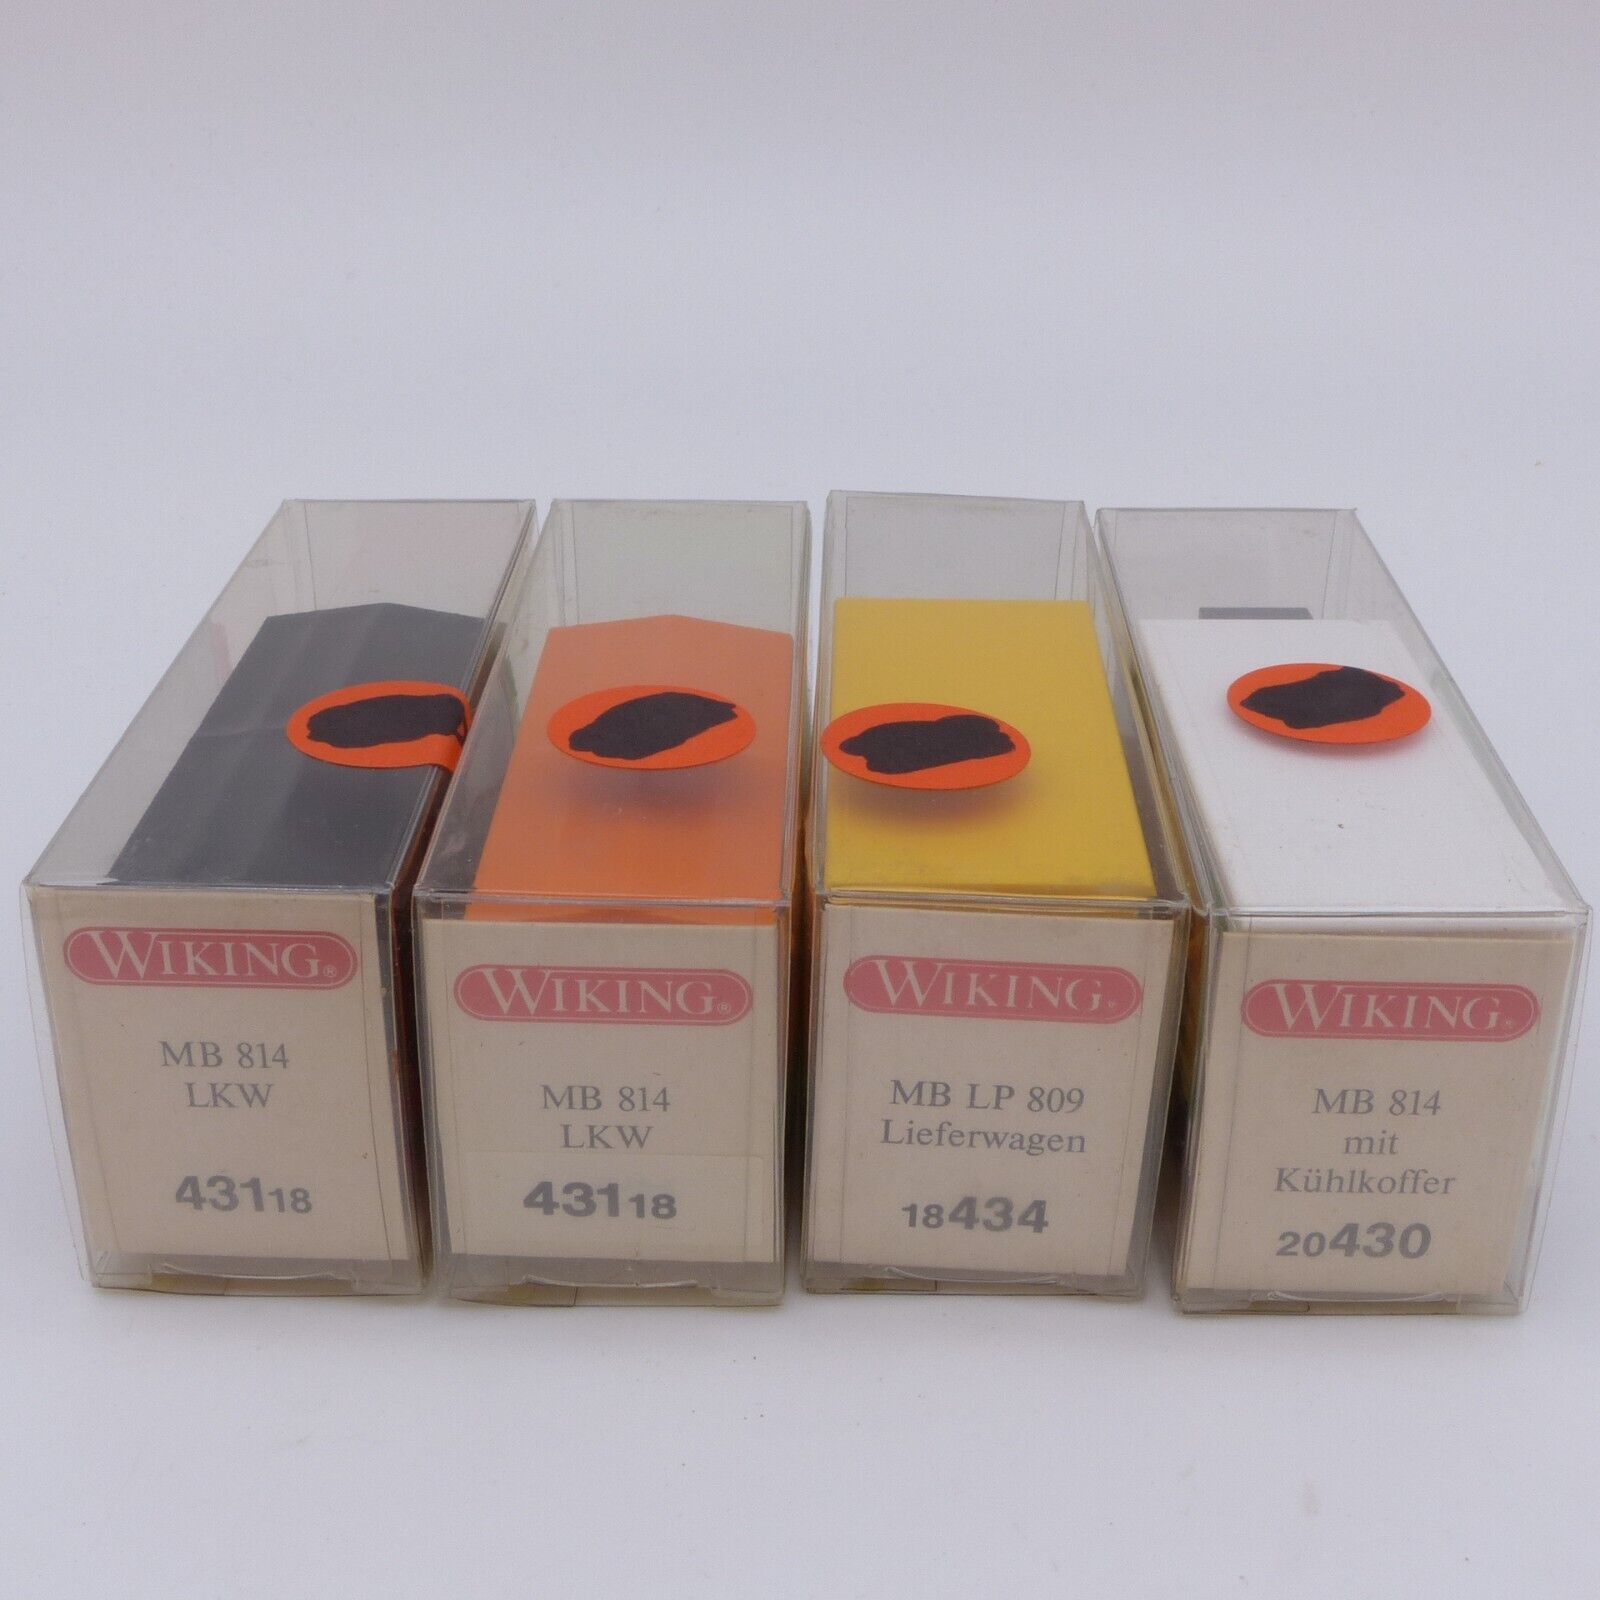 WIKING®
MB 814
LKW
43118
WIKING®
MB 814
LKW
43118
WIKING®
MB LP 809
Lieferwagen
18434
WIKING®
MB 814
mit
Kühlkoffer
20430